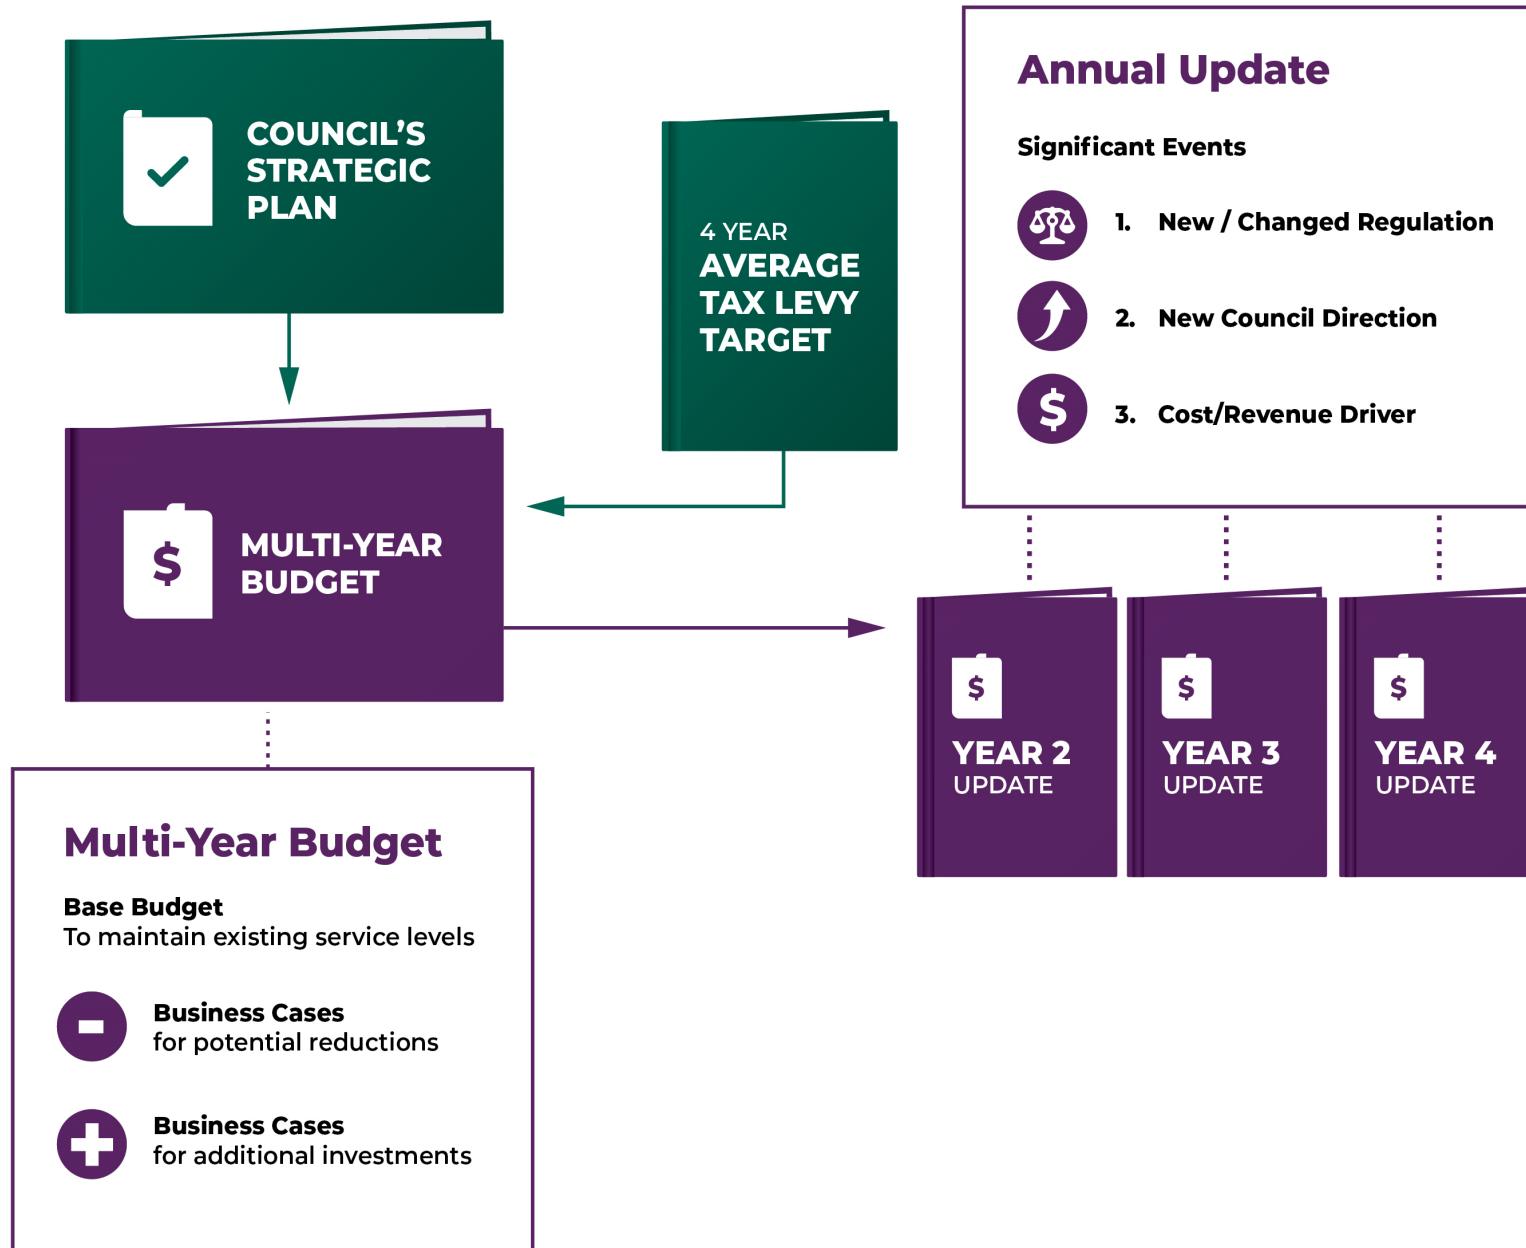 COUNCIL’S
STRATEGIC
PLAN
4 YEAR
AVERAGE
TAX LEVY
TARGET
Annual Update
Significant Events
1. New / Changed Regulation
2. New Council Direction
$ 3. Cost/Revenue Driver
$ MULTI-YEAR
BUDGET
$
YEAR 2
UPDATE
$
YEAR 3
UPDATE
$
YEAR 4
UPDATE
Multi-Year Budget
Base Budget
To maintain existing service levels
Business Cases
for potential reductions
Business Cases
for additional investments